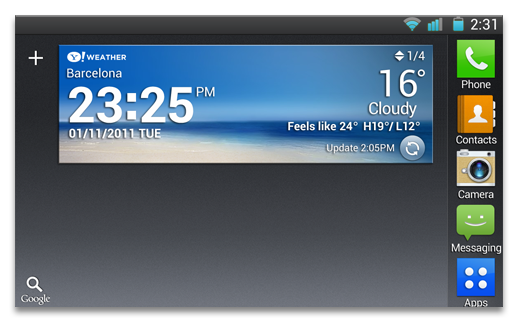 2:31
Y! WEATHER
1/4
Barcelona
16°
23:25 PM
Cloudy
01/11/2011 TUE
Feels like 24° H19°/ L12°
Update 2:05PM
Phone
Contacts
Camera
Messaging
Apps
Google